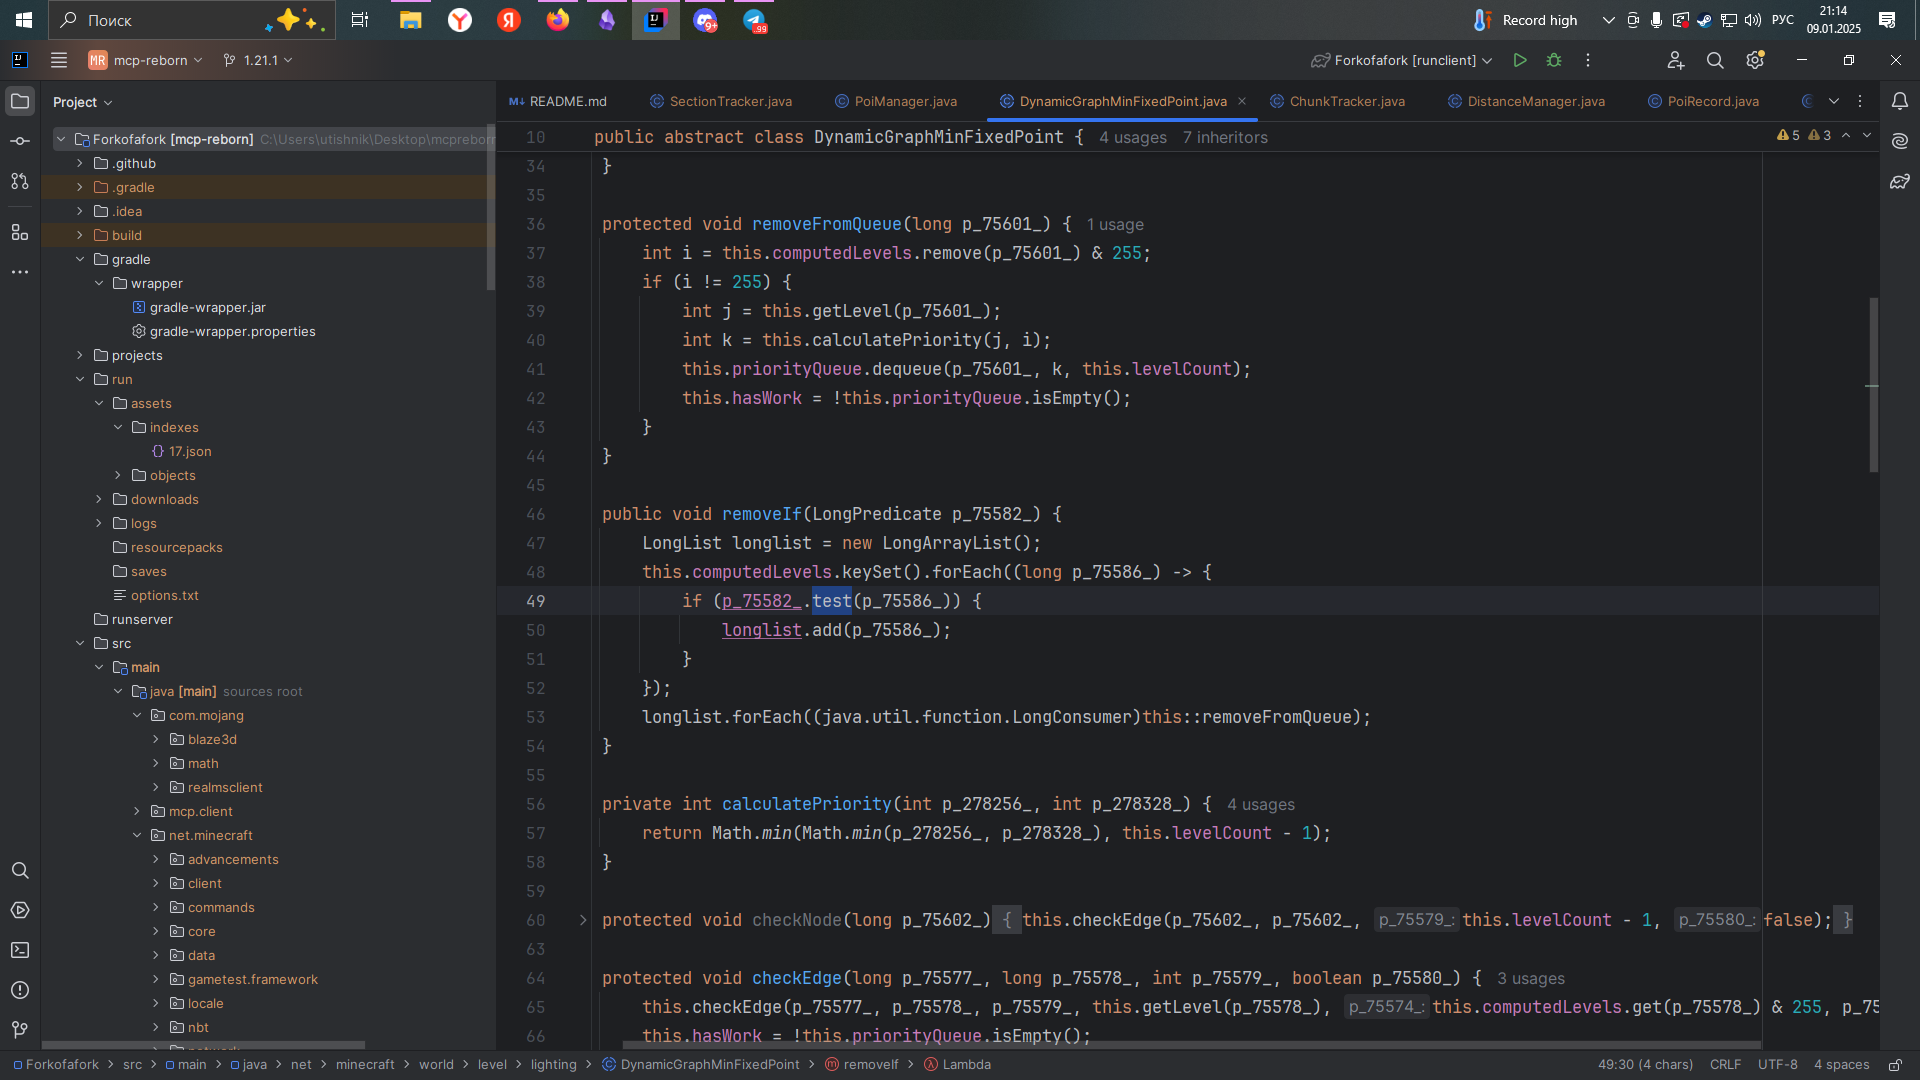 Поиск
9+
99
Record high
РУС
21:14
09.01.2025
MR mcp-reborn
1.21.1
Forkofafork [runclient]
Project
README.md
SectionTracker.java
PoiManager.java
DynamicGraphMinFixedPoint.java
ChunkTracker.java
DistanceManager.java
PoiRecord.java
Forkofafork [mcp-reborn] C:\Users\utishnik\Desktop\mcprebor
.github
.gradle
.idea
build
gradle
wrapper
gradle-wrapper.jar
gradle-wrapper.properties
projects
run
assets
indexes
17.json
objects
downloads
logs
resourcepacks
saves
options.txt
runserver
src
main
java [main] sources root
com.mojang
blaze3d
math
realmsclient
mcp.client
net.minecraft
advancements
client
commands
core
data
gametest.framework
locale
nbt
10 public abstract class DynamicGraphMinFixedPoint { 4 usages 7 inheritors
5 3
34 }
35
36 protected void removeFromQueue(long p_75601_) { 1 usage
37 int i = this.computedLevels.remove(p_75601_) & 255;
38 if (i != 255) {
39 int j = this.getLevel(p_75601_);
40 int k = this.calculatePriority(j, i);
41 this.priorityQueue.dequeue(p_75601_, k, this.levelCount);
42 this.hasWork = !this.priorityQueue.isEmpty();
43 }
44 }
45
46 public void removeIf(LongPredicate p_75582_) {
47 LongList longlist = new LongArrayList();
48 this.computedLevels.keySet().forEach((long p_75586_) -> {
49 if (p_75582_.test(p_75586_)) {
50 longlist.add(p_75586_);
51 }
52 });
53 longlist.forEach((java.util.function.LongConsumer)this::removeFromQueue);
54 }
55
56 private int calculatePriority(int p_278256_, int p_278328_) { 4 usages
57 return Math.min(Math.min(p_278256_, p_278328_), this.levelCount - 1);
58 }
59
60 protected void checkNode(long p_75602_) { this.checkEdge(p_75602_, p_75602_, p_75579_: this.levelCount - 1, p_75580_: false); }
63
64 protected void checkEdge(long p_75577_, long p_75578_, int p_75579_, boolean p_75580_) { 3 usages
65 this.checkEdge(p_75577_, p_75578_, p_75579_, this.getLevel(p_75578_), p_75574_: this.computedLevels.get(p_75578_) & 255, p_75
66 this.hasWork = !this.priorityQueue.isEmpty();
Forkofafork > src > main > java > net > minecraft > world > level > lighting > DynamicGraphMinFixedPoint > removeIf > Lambda
49:30 (4 chars) CRLF UTF-8 4 spaces